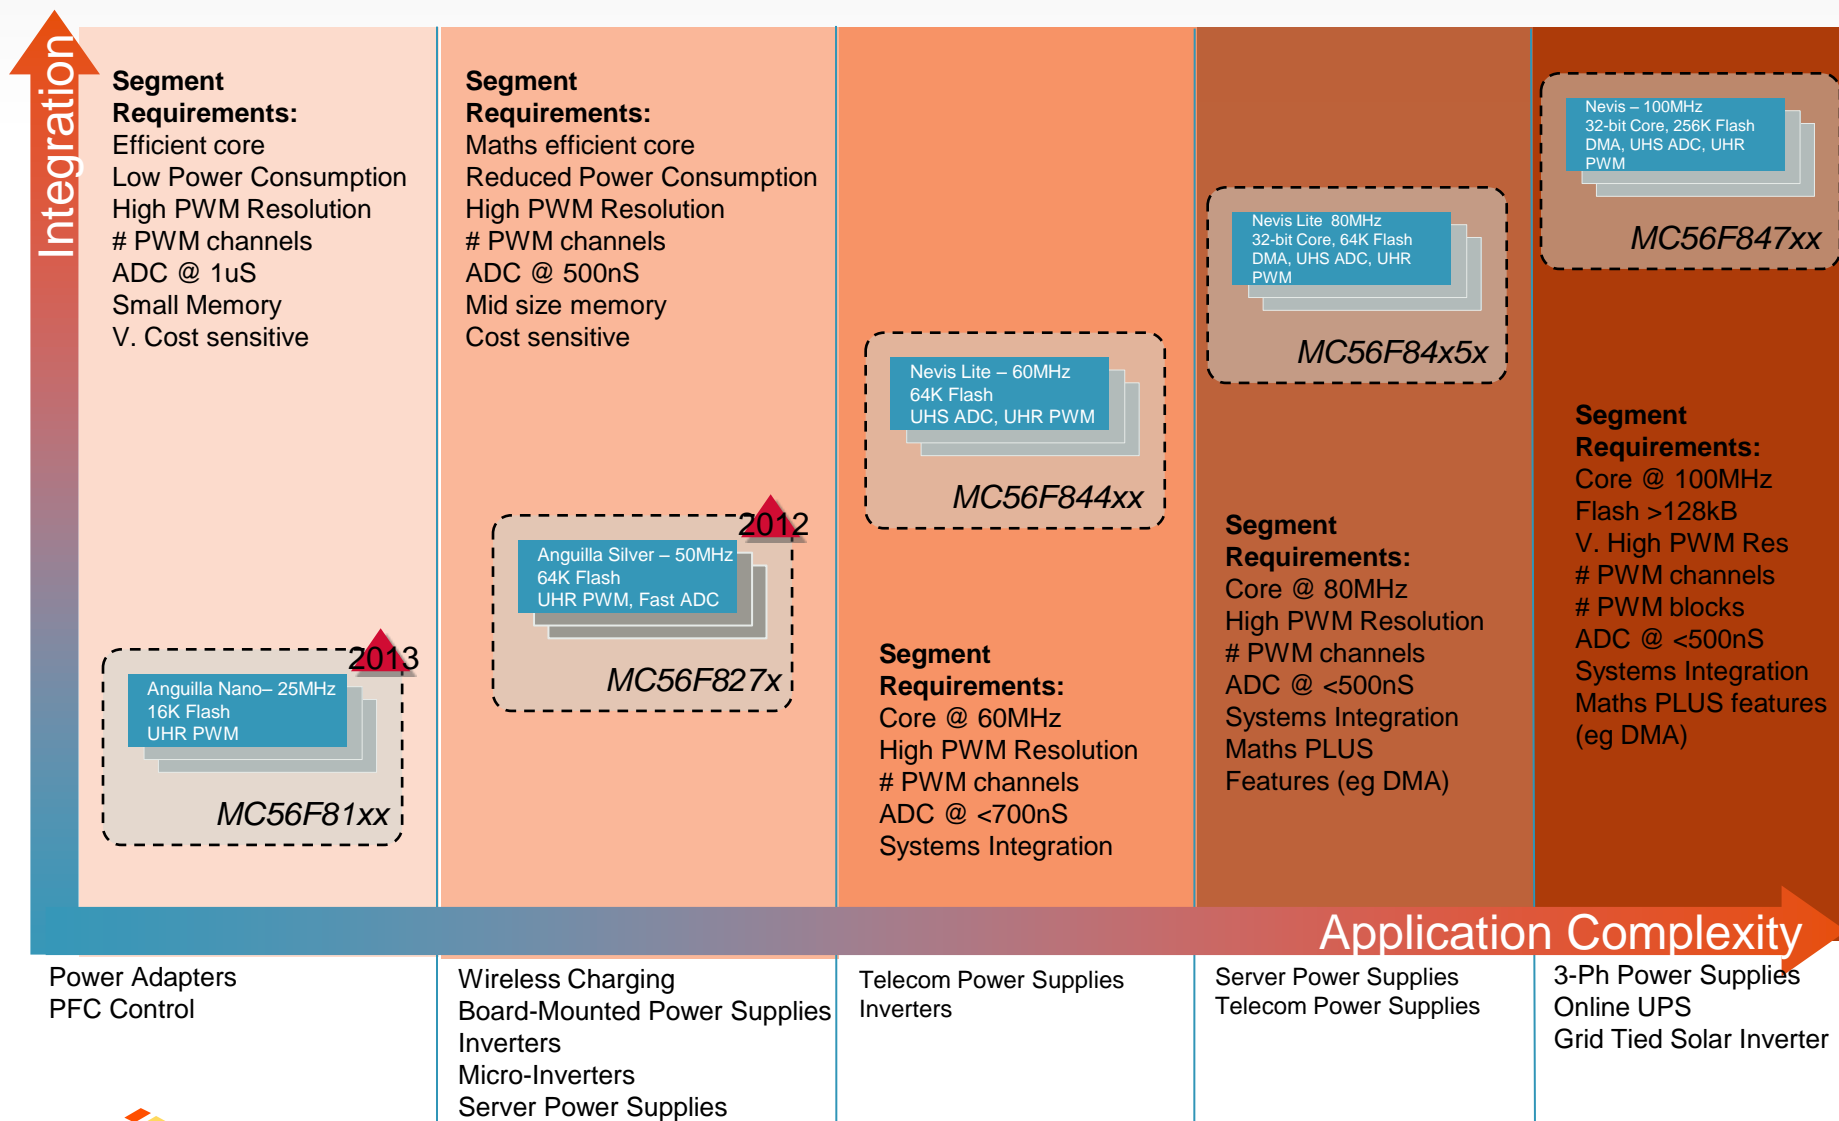 Integration
Segment
Requirements:
Efficient core
Low Power Consumption
High PWM Resolution
# PWM channels
ADC @ 1uS
Small Memory
V. Cost sensitive
2013
Anguilla Nano– 25MHz
16K Flash
UHR PWM
MC56F81xx
Segment
Requirements:
Maths efficient core
Reduced Power Consumption
High PWM Resolution
# PWM channels
ADC @ 500nS
Mid size memory
Cost sensitive
2012
Anguilla Silver – 50MHz
64K Flash
UHR PWM, Fast ADC
MC56F827x
Nevis Lite – 60MHz
64K Flash
UHS ADC, UHR PWM
MC56F844xx
Segment
Requirements:
Core @ 60MHz
High PWM Resolution
# PWM channels
ADC @ <700nS
Systems Integration
Nevis Lite 80MHz
32-bit Core, 64K Flash
DMA, UHS ADC, UHR
PWM
MC56F84x5x
Segment
Requirements:
Core @ 80MHz
High PWM Resolution
# PWM channels
ADC @ <500nS
Systems Integration
Maths PLUS
Features (eg DMA)
Nevis – 100MHz
32-bit Core, 256K Flash
DMA, UHS ADC, UHR
PWM
MC56F847xx
Segment
Requirements:
Core @ 100MHz
Flash >128kB
V. High PWM Res
# PWM channels
# PWM blocks
ADC @ <500nS
Systems Integration
Maths PLUS features
(eg DMA)
Application Complexity
Power Adapters
PFC Control
Wireless Charging
Board-Mounted Power Supplies
Inverters
Micro-Inverters
Server Power Supplies
Telecom Power Supplies
Inverters
Server Power Supplies
Telecom Power Supplies
3-Ph Power Supplies
Online UPS
Grid Tied Solar Inverter